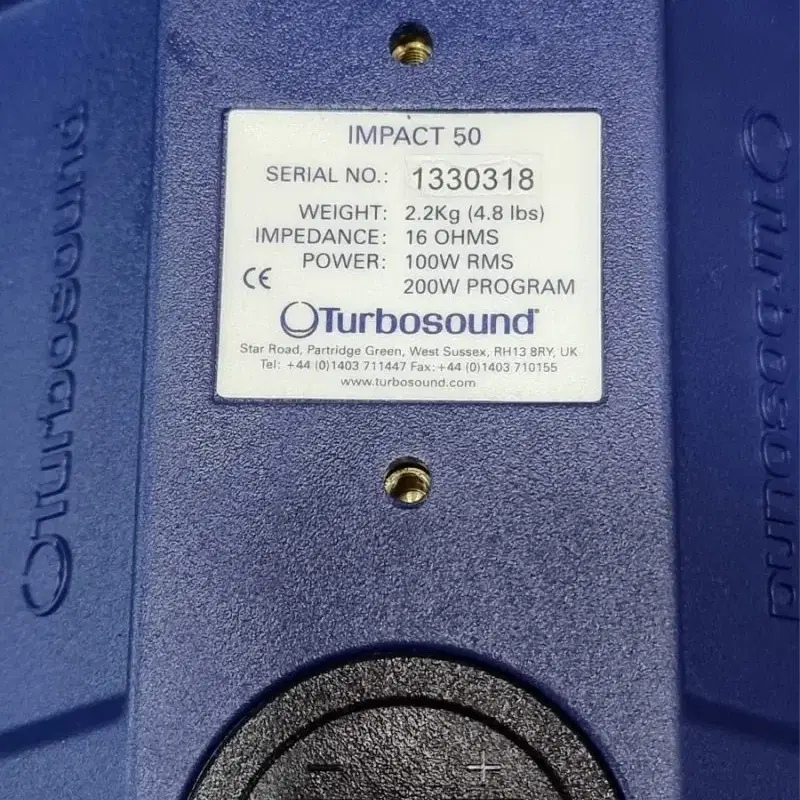 IMPACT 50
SERIAL NO.: 1330318
WEIGHT: 2.2Kg (4.8 lbs)
IMPEDANCE: 16 OHMS
POWER: 100W RMS
CE 200W PROGRAM
Turbosound®
Star Road, Partridge Green, West Sussex, RH13 8RY, UK
Tel: +44 (0)1403 711447 Fax: +44 (0)1403 710155
www.turbosound.com
Turbosound
Turbosound
- +